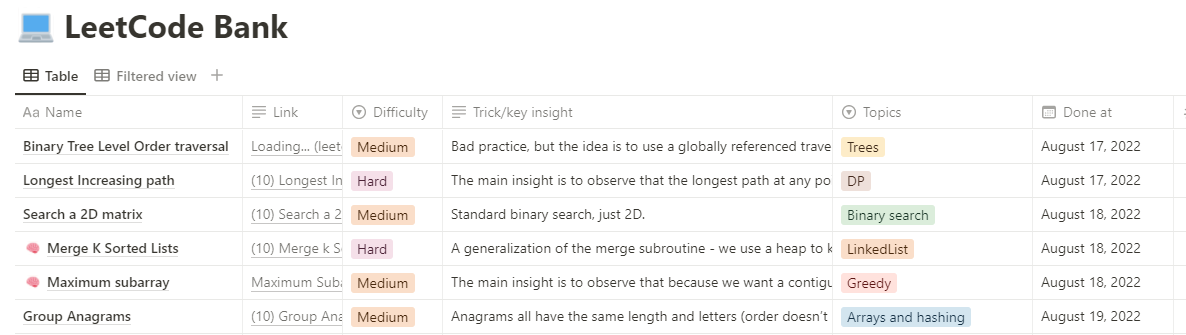 LeetCode Bank
Table Filtered view +
Aa Name Link Difficulty Trick/key insight Topics Done at
Binary Tree Level Order traversal Loading... (leet Medium Bad practice, but the idea is to use a globally referenced trave Trees August 17, 2022
Longest Increasing path (10) Longest In Hard The main insight is to observe that the longest path at any po DP August 17, 2022
Search a 2D matrix (10) Search a 2 Medium Standard binary search, just 2D. Binary search August 18, 2022
Merge K Sorted Lists (10) Merge k S Hard A generalization of the merge subroutine - we use a heap to k LinkedList August 18, 2022
Maximum subarray Maximum Suba Medium The main insight is to observe that because we want a contigu Greedy August 18, 2022
Group Anagrams (10) Group Ana Medium Anagrams all have the same length and letters (order doesn't Arrays and hashing August 19, 2022